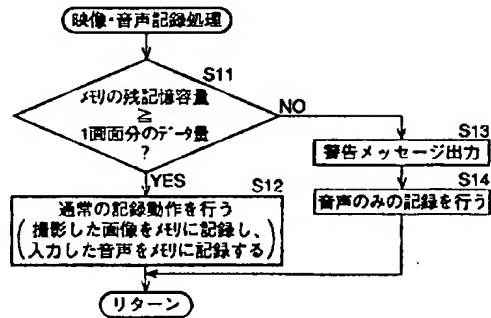 映像・音声記録処理
S11
メモリの残記憶容量
≧
1画面分のデータ量
?
NO
YES
S13
警告メッセージ出力
S12
S14
通常の記録動作を行う
(撮影した画像をメモリに記録し、
入力した音声をメモリに記録する)
音声のみの記録を行う
リターン